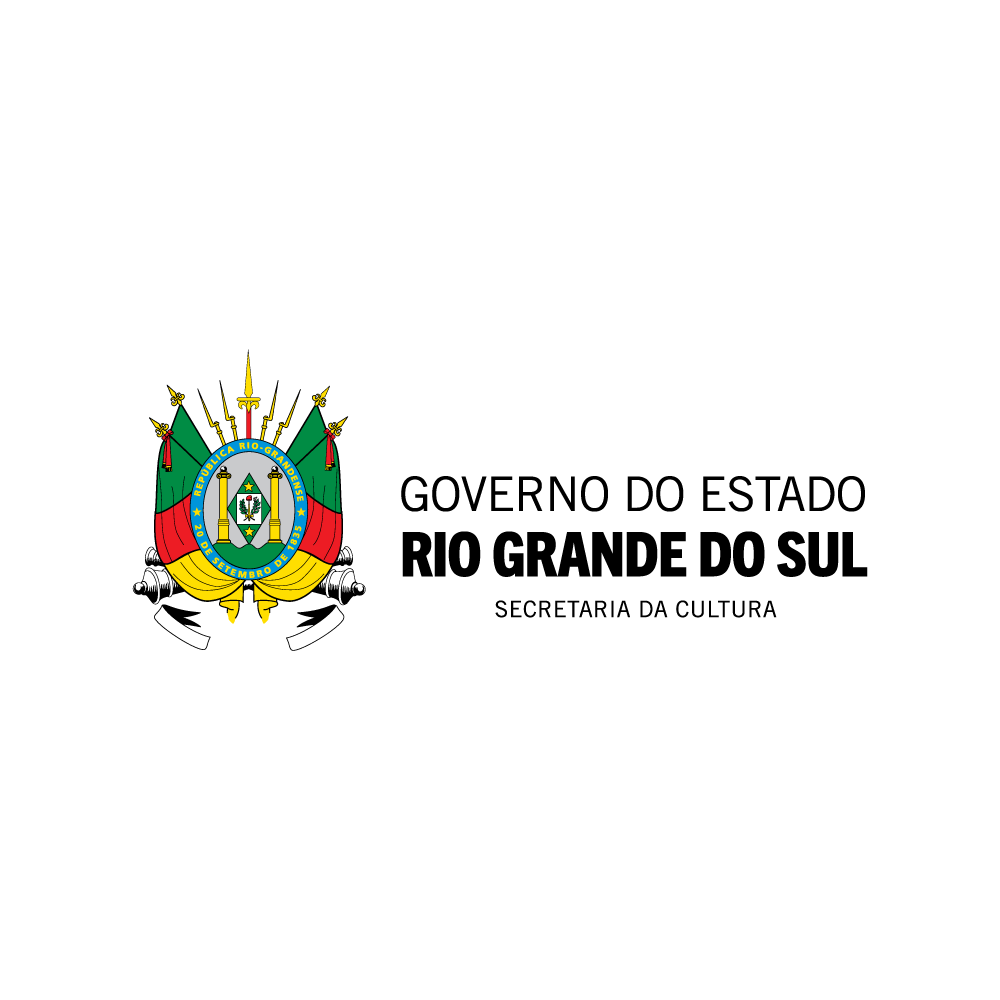 REPÚBLICA RIO-GRANDENSE
★ 20 DE SETEMBRO DE 1835 ★
GOVERNO DO ESTADO
RIO GRANDE DO SUL
SECRETARIA DA CULTURA